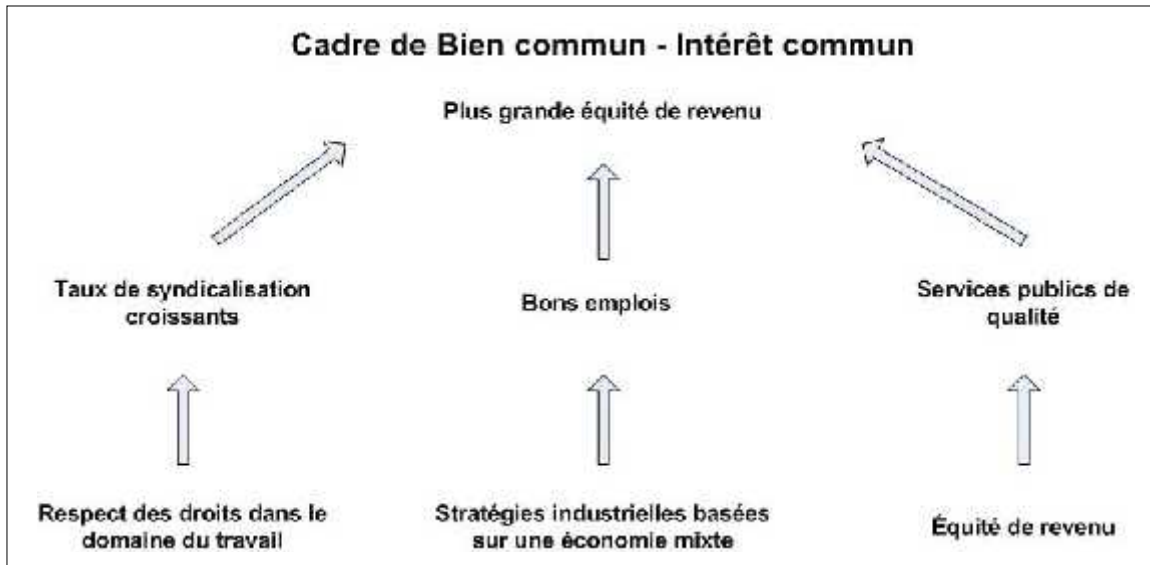 Cadre de Bien commun - Intérêt commun
Plus grande équité de revenu
Taux de syndicalisation
croissants
Bons emplois
Services publics de
qualité
Respect des droits dans le
domaine du travail
Stratégies industrielles basées
sur une économie mixte
Équité de revenu